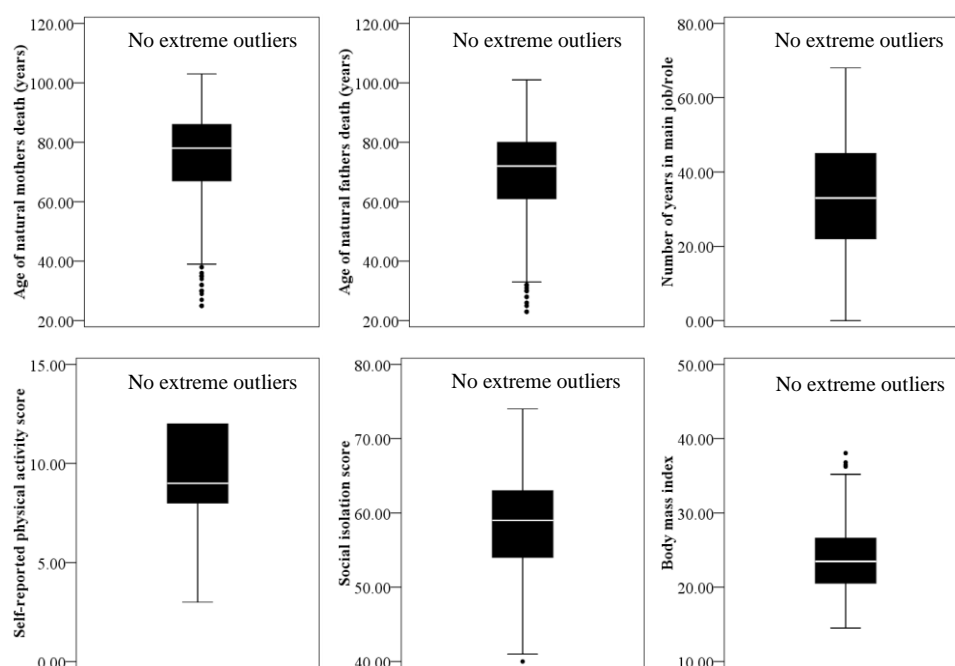 Age of natural mothers death (years)
120.00
100.00
80.00
60.00
40.00
20.00
No extreme outliers
Age of natural fathers death (years)
120.00
100.00
80.00
60.00
40.00
20.00
No extreme outliers
Number of years in main job/role
80.00
60.00
40.00
20.00
0.00
No extreme outliers
Self-reported physical activity score
15.00
10.00
5.00
0.00
No extreme outliers
Social isolation score
80.00
70.00
60.00
50.00
40.00
No extreme outliers
Body mass index
50.00
40.00
30.00
20.00
10.00
No extreme outliers